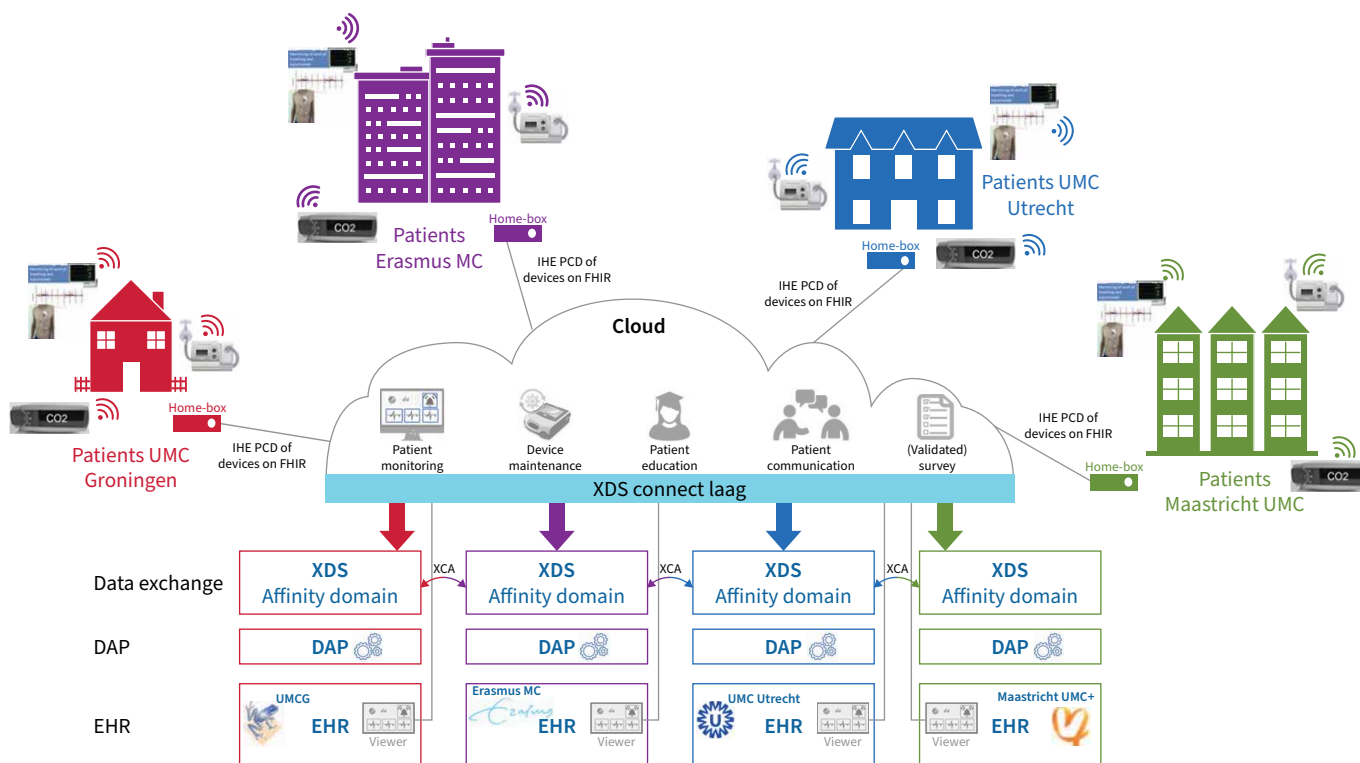 CO2
Patients
Erasmus MC
Home-box
IHE PCD of
devices on FHIR
Patients UMC
Utrecht
Home-box
CO2
IHE PCD of
devices on FHIR
CO2
Home-box
Patients UMC
Groningen
IHE PCD of
devices on FHIR
Cloud
IHE PCD of
devices on FHIR
Home-box
CO2
Patients
Maastricht UMC
Patient
monitoring
Device
maintenance
Patient
education
Patient
communication
(Validated)
survey
XDS connect laag
Data exchange
XDS
Affinity domain
XCA
XDS
Affinity domain
XCA
XDS
Affinity domain
XCA
XDS
Affinity domain
DAP
DAP
DAP
DAP
DAP
EHR
UMCG
EHR
Viewer
Erasmus MC
Erafmg
EHR
Viewer
UMC Utrecht
U
EHR
Viewer
Maastricht UMC+
EHR
Viewer